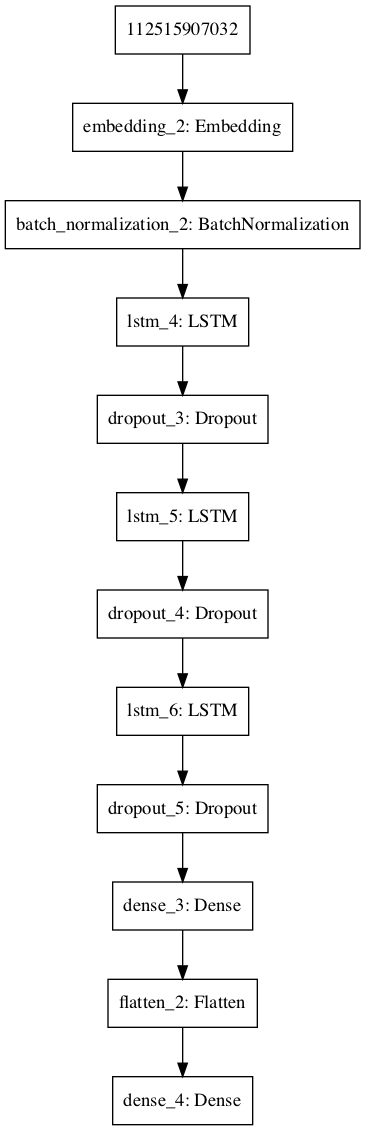 112515907032
embedding_2: Embedding
batch_normalization_2: BatchNormalization
lstm_4: LSTM
dropout_3: Dropout
lstm_5: LSTM
dropout_4: Dropout
lstm_6: LSTM
dropout_5: Dropout
dense_3: Dense
flatten_2: Flatten
dense_4: Dense